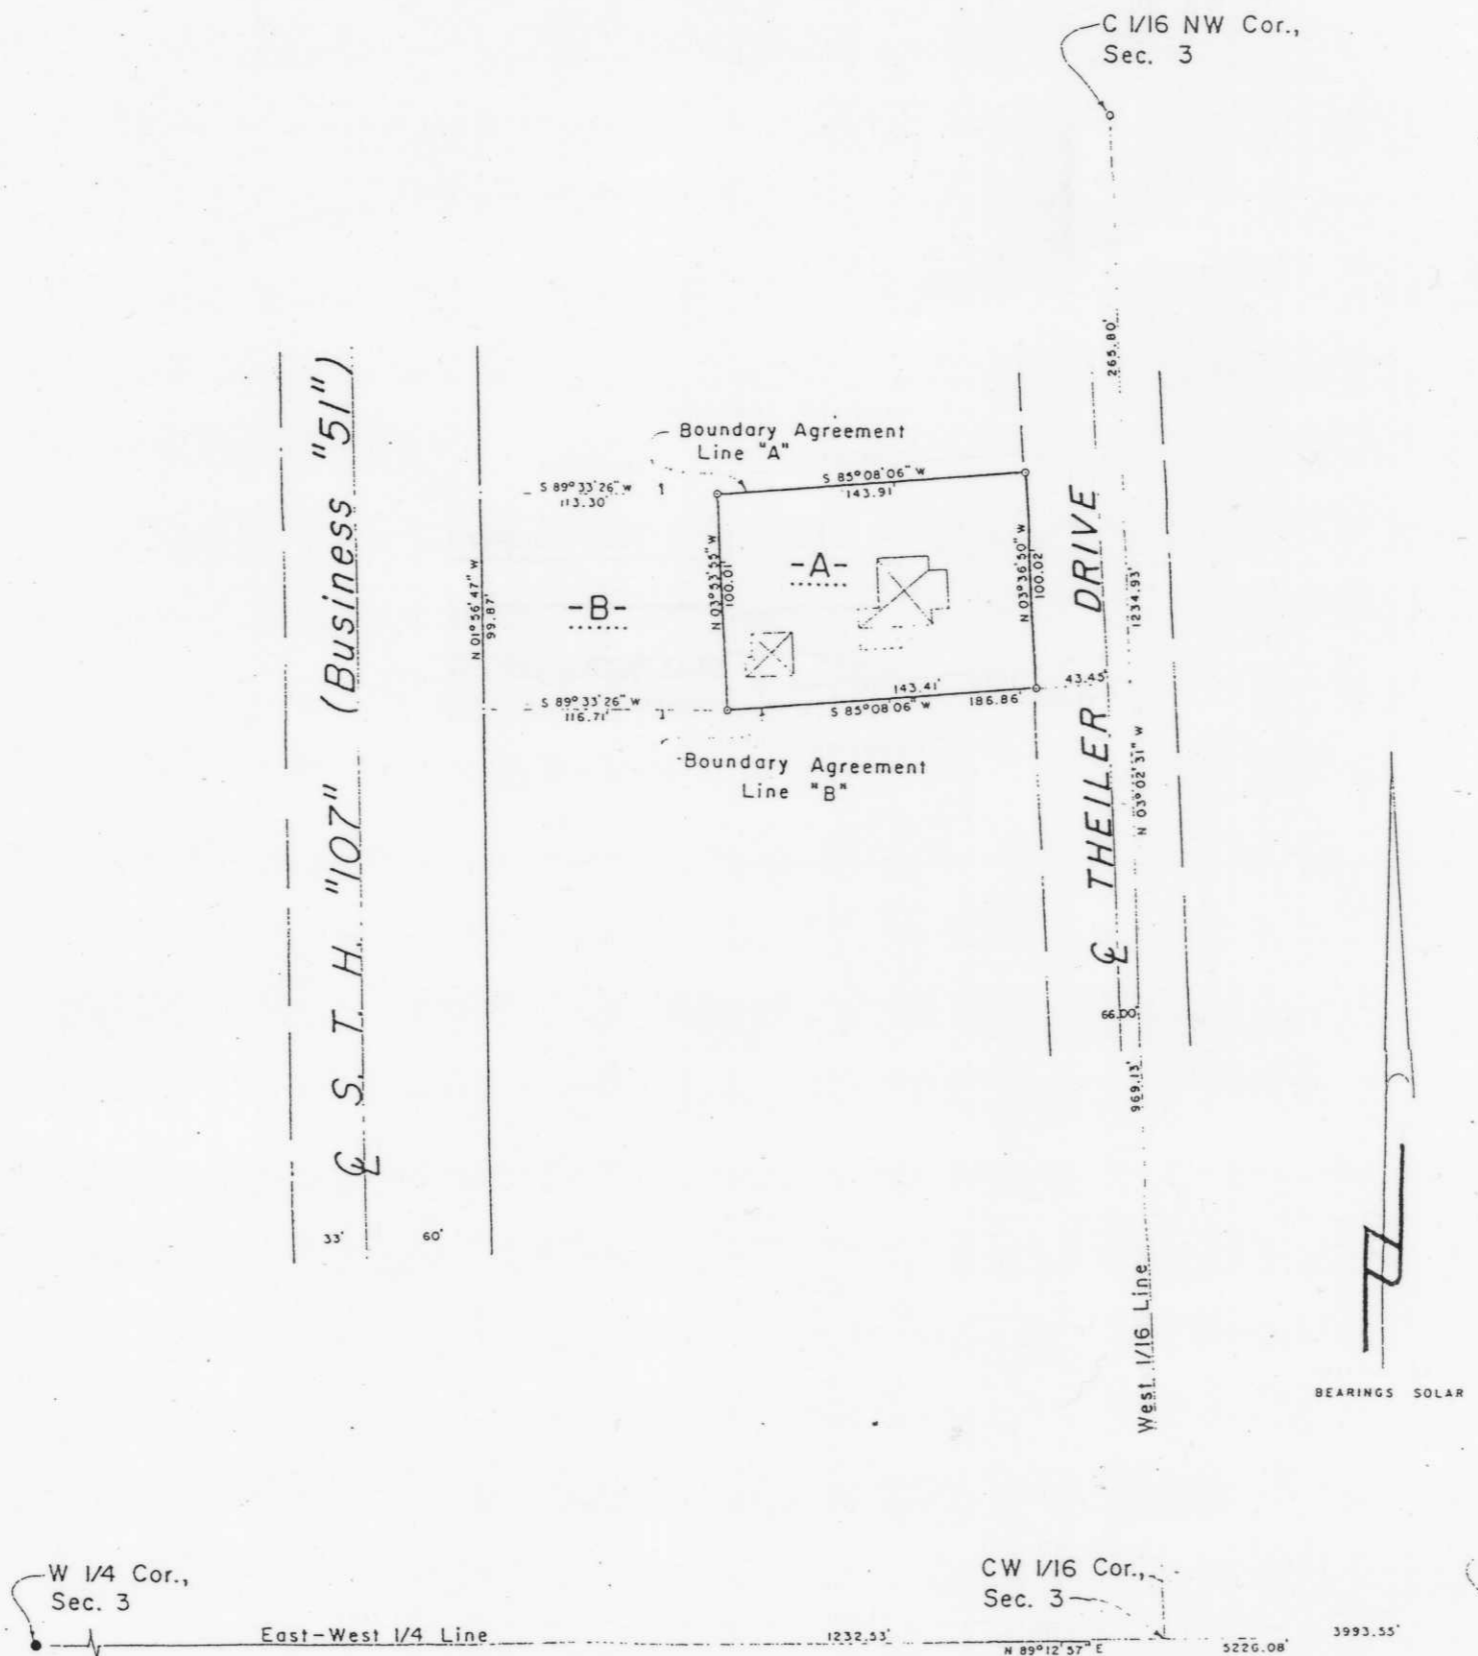 C 1/16 NW Cor.,
Sec. 3
265.80'
Boundary Agreement
Line "A"
S 85°08'06" W
143.91'
S 89°33'26" W
113.30'
℄ S. T. H. "107" (Business "51")
N 01°56'47" W
99.87'
-B-
N 03°53'55" W
100.01'
-A-
N 03°36'50" W
100.02'
℄ THEILER DRIVE
1234.93'
N 03°02'31" W
43.45'
S 89°33'26" W
116.71'
143.41'
S 85°08'06" W
186.86'
Boundary Agreement
Line "B"
66.00'
969.13'
33'
60'
West 1/16 Line
BEARINGS SOLAR
W 1/4 Cor.,
Sec. 3
CW 1/16 Cor.,
Sec. 3
East-West 1/4 Line
1232.53'
N 89°12'57" E
5226.08'
3993.55'